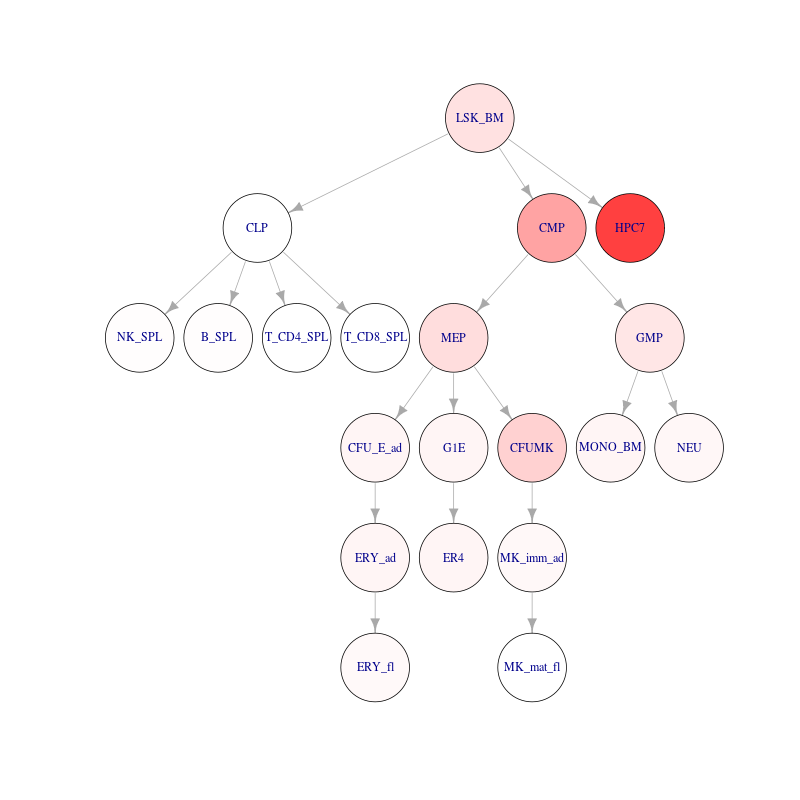 LSK_BM
CLP
CMP
HPC7
NK_SPL
B_SPL
T_CD4_SPL
T_CD8_SPL
MEP
GMP
CFU_E_ad
G1E
CFUMK
MONO_BM
NEU
ERY_ad
ER4
MK_imm_ad
ERY_fl
MK_mat_fl